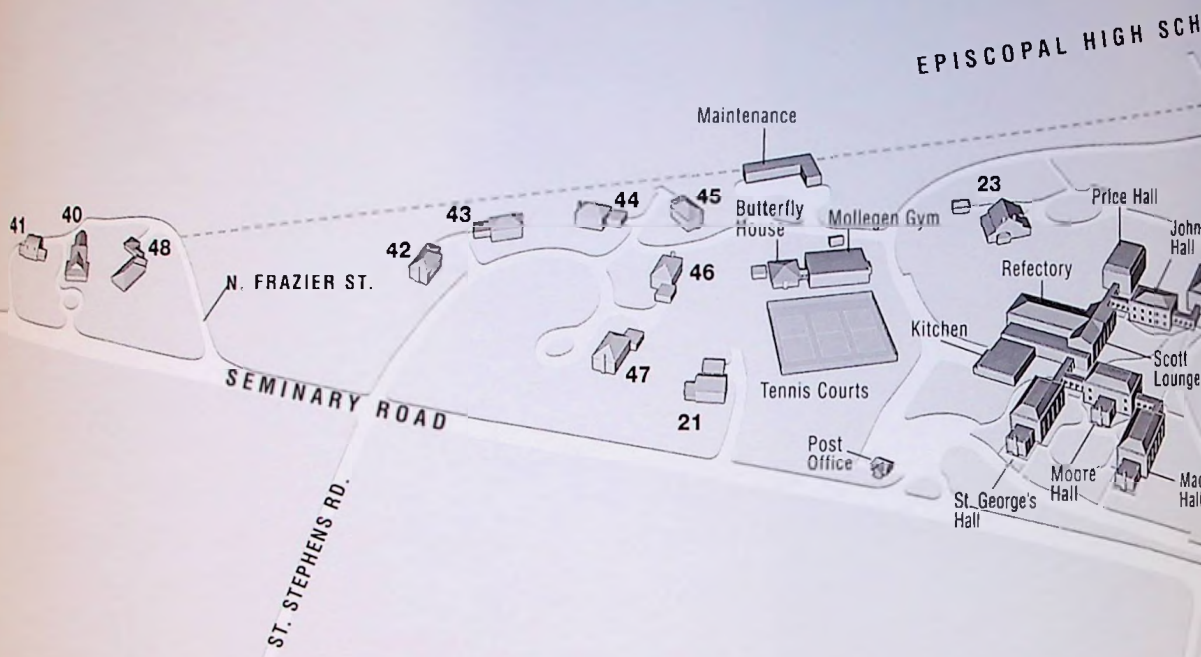 EPISCOPAL HIGH SCH
Maintenance
41
40
48
43
44
45
42
23
Butterfly
House
Mollegen Gym
Price Hall
John
Hall
46
Refectory
N. FRAZIER ST.
Kitchen
Scott
Lounge
47
21
Tennis Courts
SEMINARY ROAD
Post
Office
Moore
Hall
St. George's
Hall
Mad
Hall
ST. STEPHENS RD.